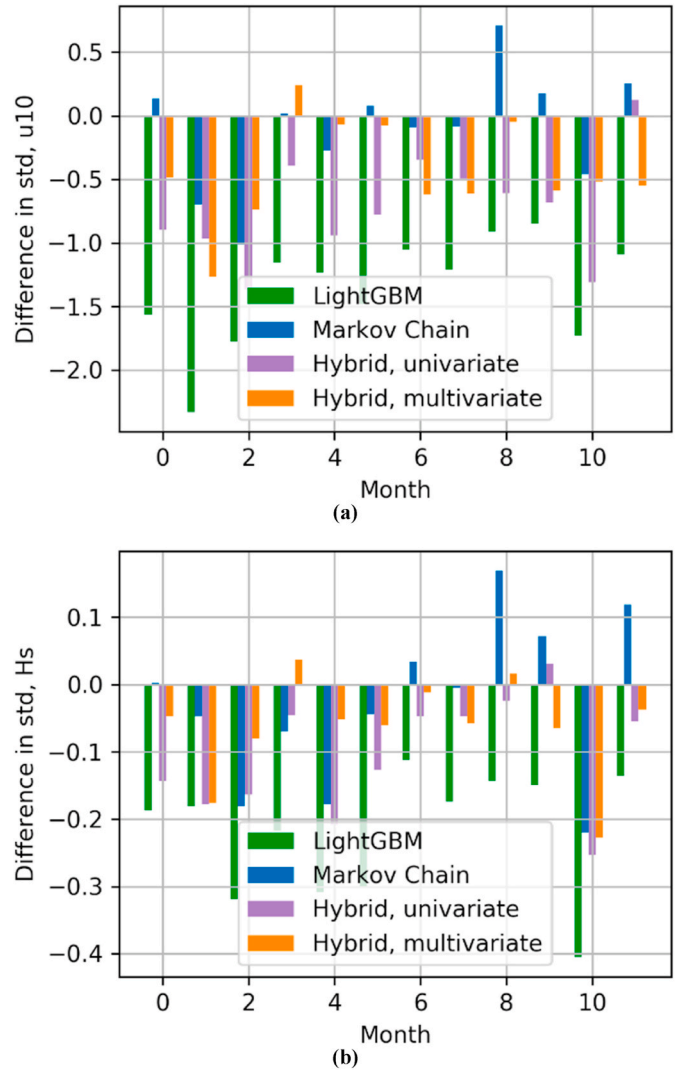 0.5
0.0
−0.5
−1.0
−1.5
−2.0
Difference in std, u10
LightGBM
Markov Chain
Hybrid, univariate
Hybrid, multivariate
0 2 4 6 8 10
Month
(a)
0.1
0.0
−0.1
−0.2
−0.3
−0.4
Difference in std, Hs
LightGBM
Markov Chain
Hybrid, univariate
Hybrid, multivariate
0 2 4 6 8 10
Month
(b)